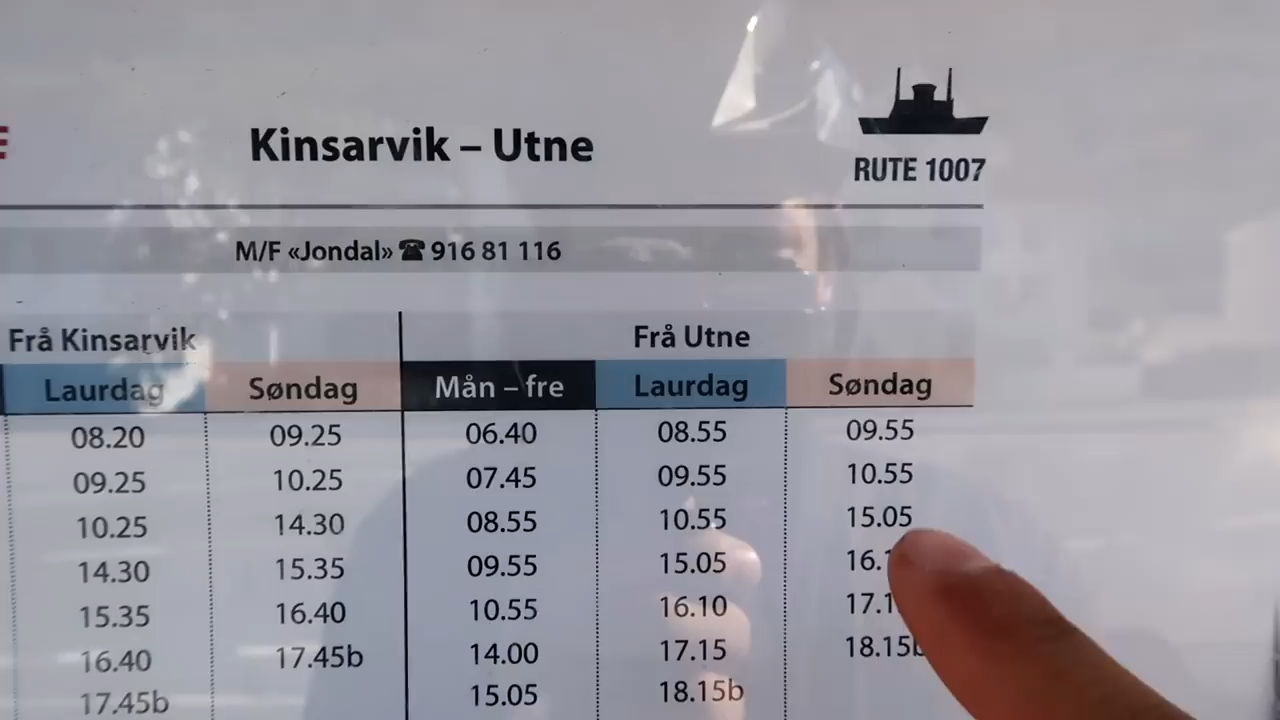 Kinsarvik – Utne
RUTE 1007
M/F «Jondal» ☎ 916 81 116
Frå Kinsarvik Frå Utne
Laurdag Søndag Mån – fre Laurdag Søndag
08.20 09.25 06.40 08.55 09.55
09.25 10.25 07.45 09.55 10.55
10.25 14.30 08.55 10.55 15.05
14.30 15.35 09.55 15.05
15.35 16.40 10.55 16.10
16.40 17.45b 14.00 17.15 18.15b
17.45b 15.05 18.15b